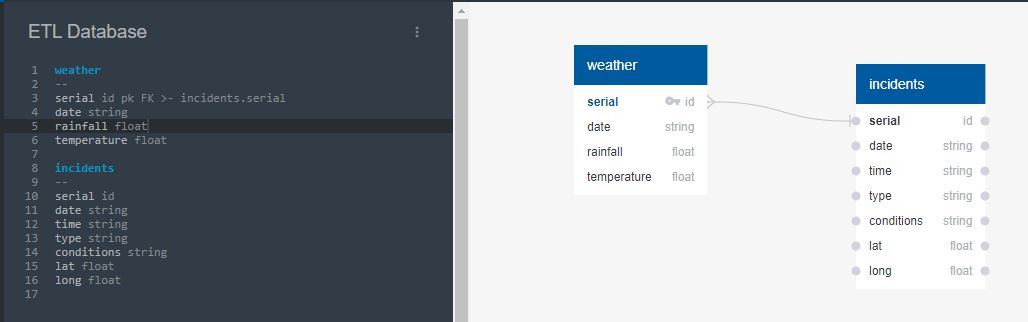 ETL Database
1 weather
2 --
3 serial id pk FK >- incidents.serial
4 date string
5 rainfall float
6 temperature float
7
8 incidents
9 --
10 serial id
11 date string
12 time string
13 type string
14 conditions string
15 lat float
16 long float
17
weather
serial id
date string
rainfall float
temperature float
incidents
serial id
date string
time string
type string
conditions string
lat float
long float